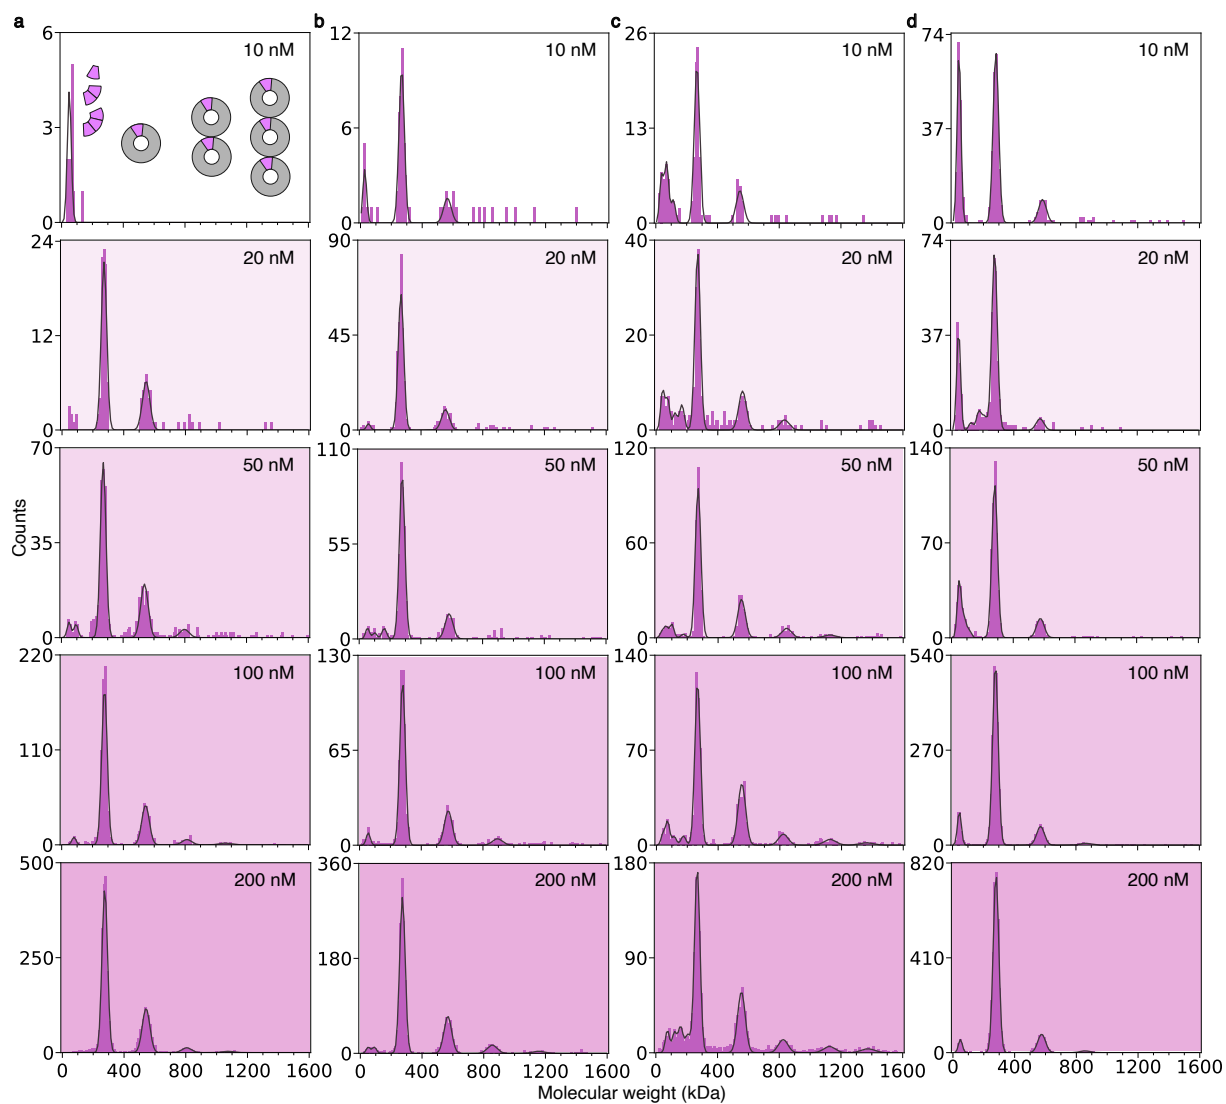 a b c d
6 12 26 74
10 nM 10 nM 10 nM 10 nM
3 6 13 37
0 0 0 0
24 90 40 74
20 nM 20 nM 20 nM 20 nM
12 45 20 37
0 0 0 0
70 110 120 140
50 nM 50 nM 50 nM 50 nM
35 55 60 70
Counts
0 0 0 0
220 130 140 540
100 nM 100 nM 100 nM 100 nM
110 65 70 270
0 0 0 0
500 360 180 820
200 nM 200 nM 200 nM 200 nM
250 180 90 410
0 0 0 0
0 400 800 1200 1600 0 400 800 1200 1600 0 400 800 1200 1600 0 400 800 1200 1600
Molecular weight (kDa)